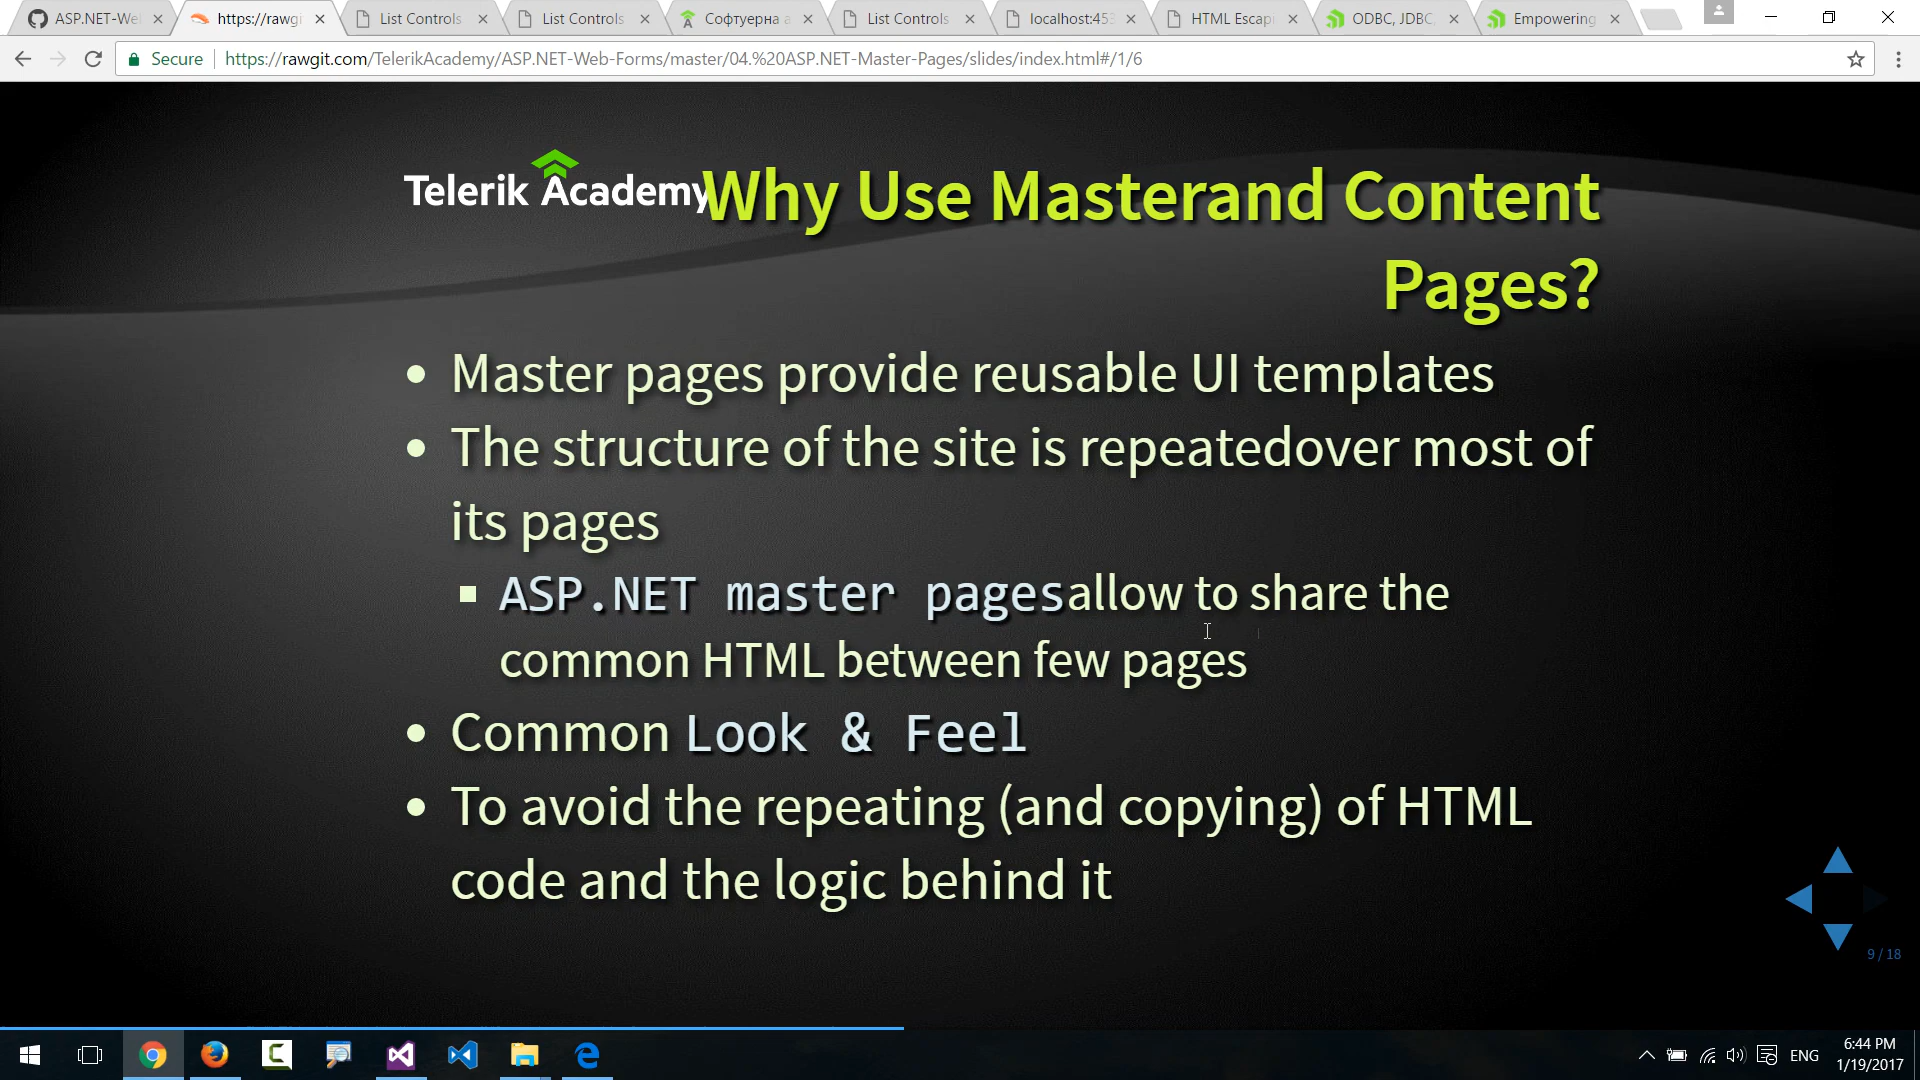 ASP.NET-We
https://rawgi
List Controls
List Controls
Софтуерна а
List Controls
localhost:453
HTML Escap
ODBC, JDBC,
Empowering
Secure
https://rawgit.com/TelerikAcademy/ASP.NET-Web-Forms/master/04.%20ASP.NET-Master-Pages/slides/index.html#/1/6
Telerik Academy
Why Use Masterand Content
Pages?
Master pages provide reusable UI templates
The structure of the site is repeatedover most of
its pages
ASP.NET master pagesallow to share the
common HTML between few pages
Common Look & Feel
To avoid the repeating (and copying) of HTML
code and the logic behind it
9 / 18
ENG
6:44 PM
1/19/2017